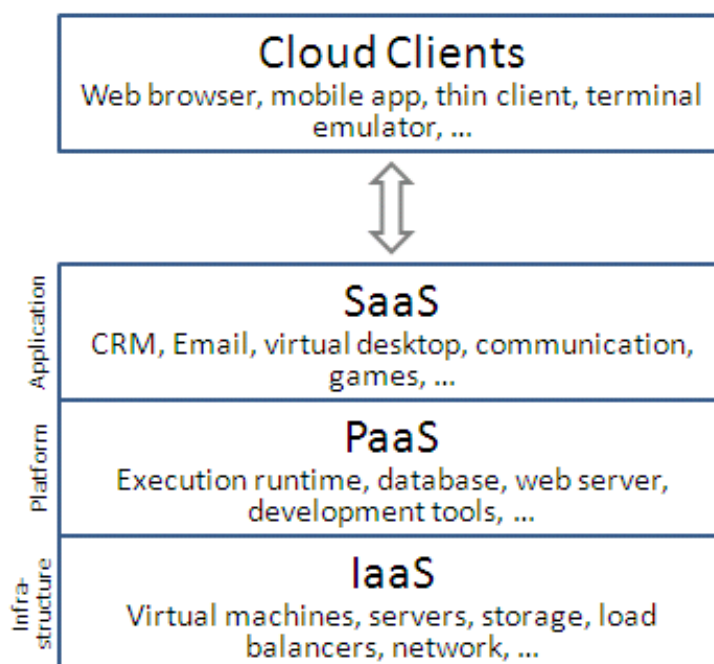 Cloud Clients
Web browser, mobile app, thin client, terminal
emulator, ...
Application
SaaS
CRM, Email, virtual desktop, communication,
games, ...
Platform
PaaS
Execution runtime, database, web server,
development tools, ...
Infra-
structure
IaaS
Virtual machines, servers, storage, load
balancers, network, ...